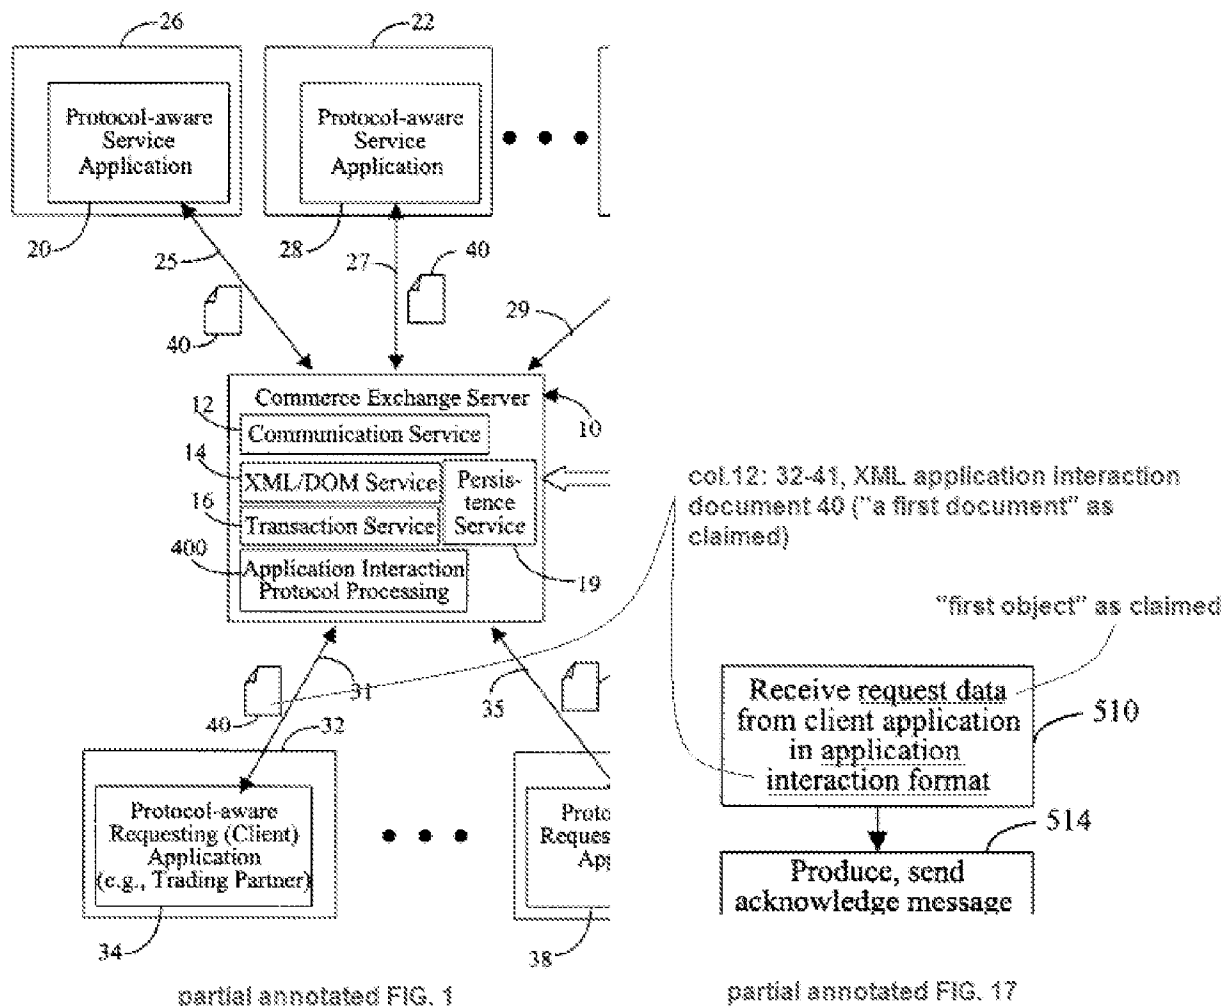 26
22
Protocol-aware
Service
Application
Protocol-aware
Service
Application
20
25
28
27
40
40
29
Commerce Exchange Server
10
12
Communication Service
14
XML/DOM Service
Persis-
tence
Service
16
Transaction Service
400
Application Interaction
Protocol Processing
19
col.12: 32-41, XML application interaction
document 40 ("a first document" as
claimed)
"first object" as claimed
31
35
40
32
Receive request data
from client application
in application
interaction format
510
Protocol-aware
Requesting (Client)
Application
(e.g., Trading Partner)
Proto
Reques
App
514
Produce, send
acknowledge message
34
38
partial annotated FIG. 1
partial annotated FIG. 17